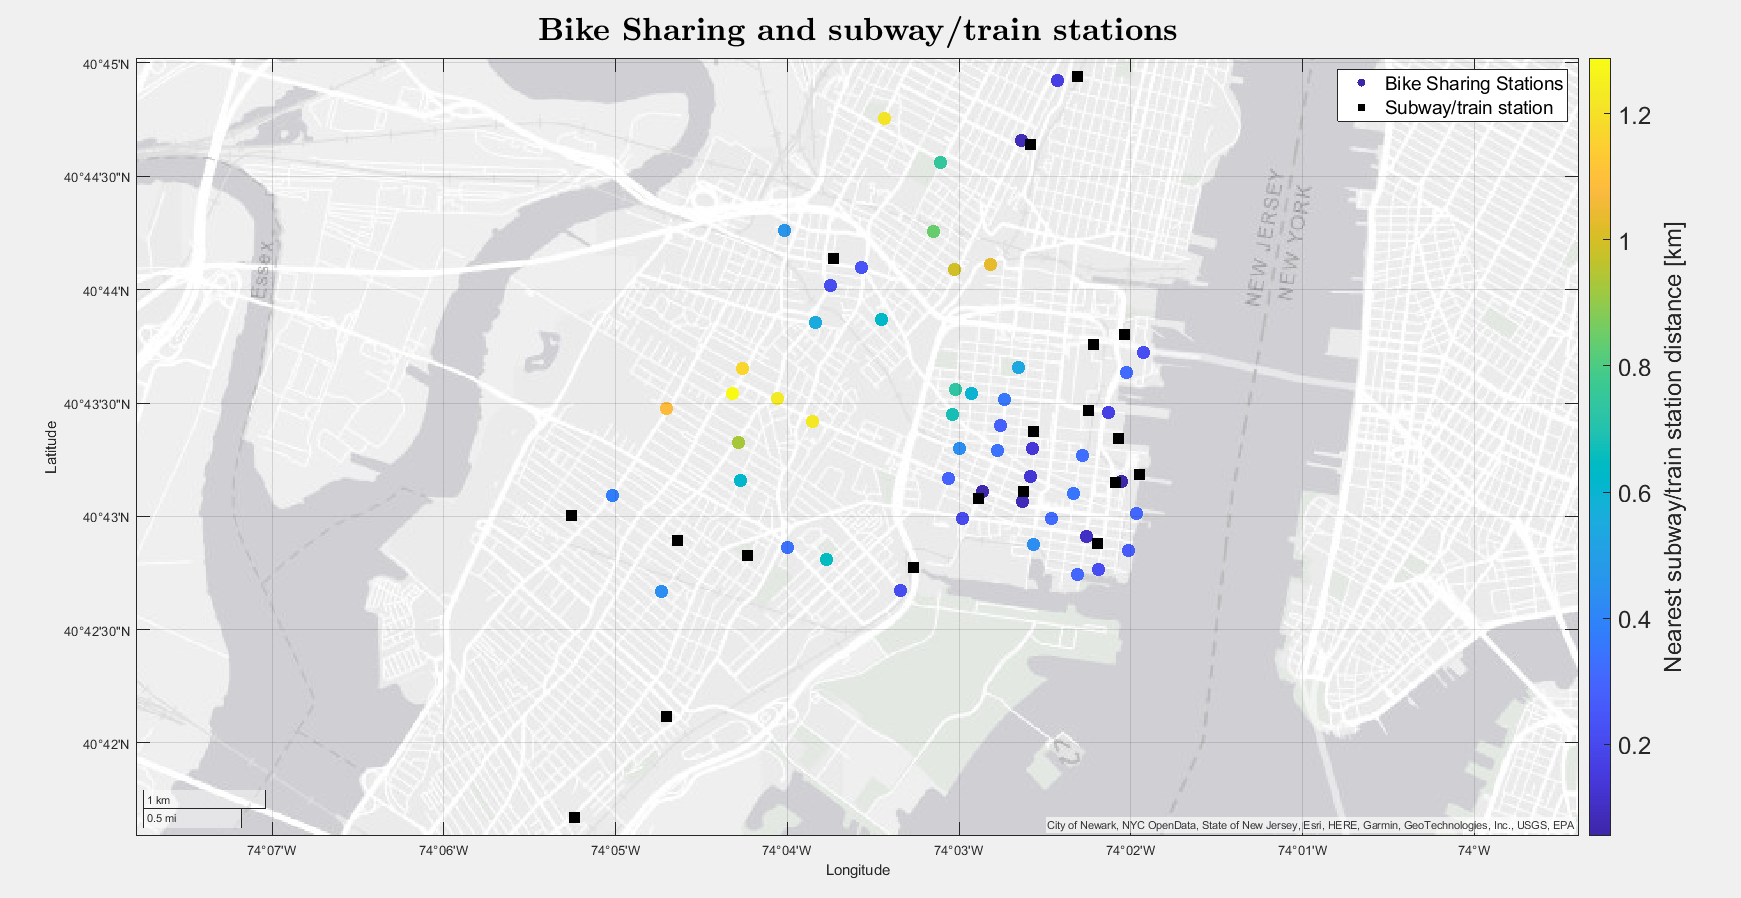 Bike Sharing and subway/train stations
40°45'N
40°44'30"N
40°44'N
40°43'30"N
40°43'N
40°42'30"N
40°42'N
Latitude
Essex
NEW JERSEY
NEW YORK
Bike Sharing Stations
Subway/train station
1.2
1
0.8
0.6
0.4
0.2
Nearest subway/train station distance [km]
1 km
0.5 mi
City of Newark, NYC OpenData, State of New Jersey, Esri, HERE, Garmin, GeoTechnologies, Inc., USGS, EPA
74°07'W
74°06'W
74°05'W
74°04'W
74°03'W
74°02'W
74°01'W
74°W
Longitude